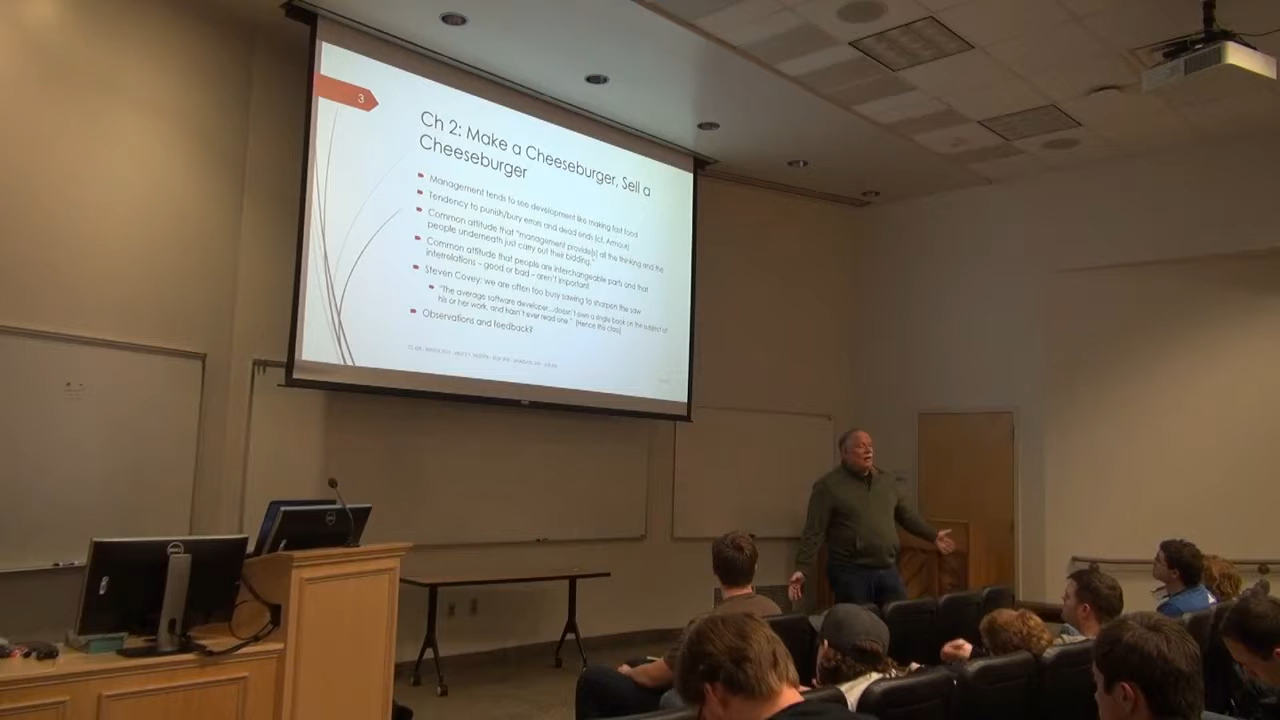 3
Ch 2: Make a Cheeseburger, Sell a
Cheeseburger
Management tends to see development like making fast food
Tendency to punish/bury errors and dead ends (cf. Armour)
Common attitude that "management provide[s] all the thinking and the
people underneath just carry out their bidding."
Common attitude that people are interchangeable parts and that
interrelations – good or bad – aren't important
Steven Covey: we are often too busy sawing to sharpen the saw
"The average software developer...doesn't own a single book on the subject of
his or her work, and hasn't ever read one." (Hence this class)
Observations and feedback?
DELL
DELL